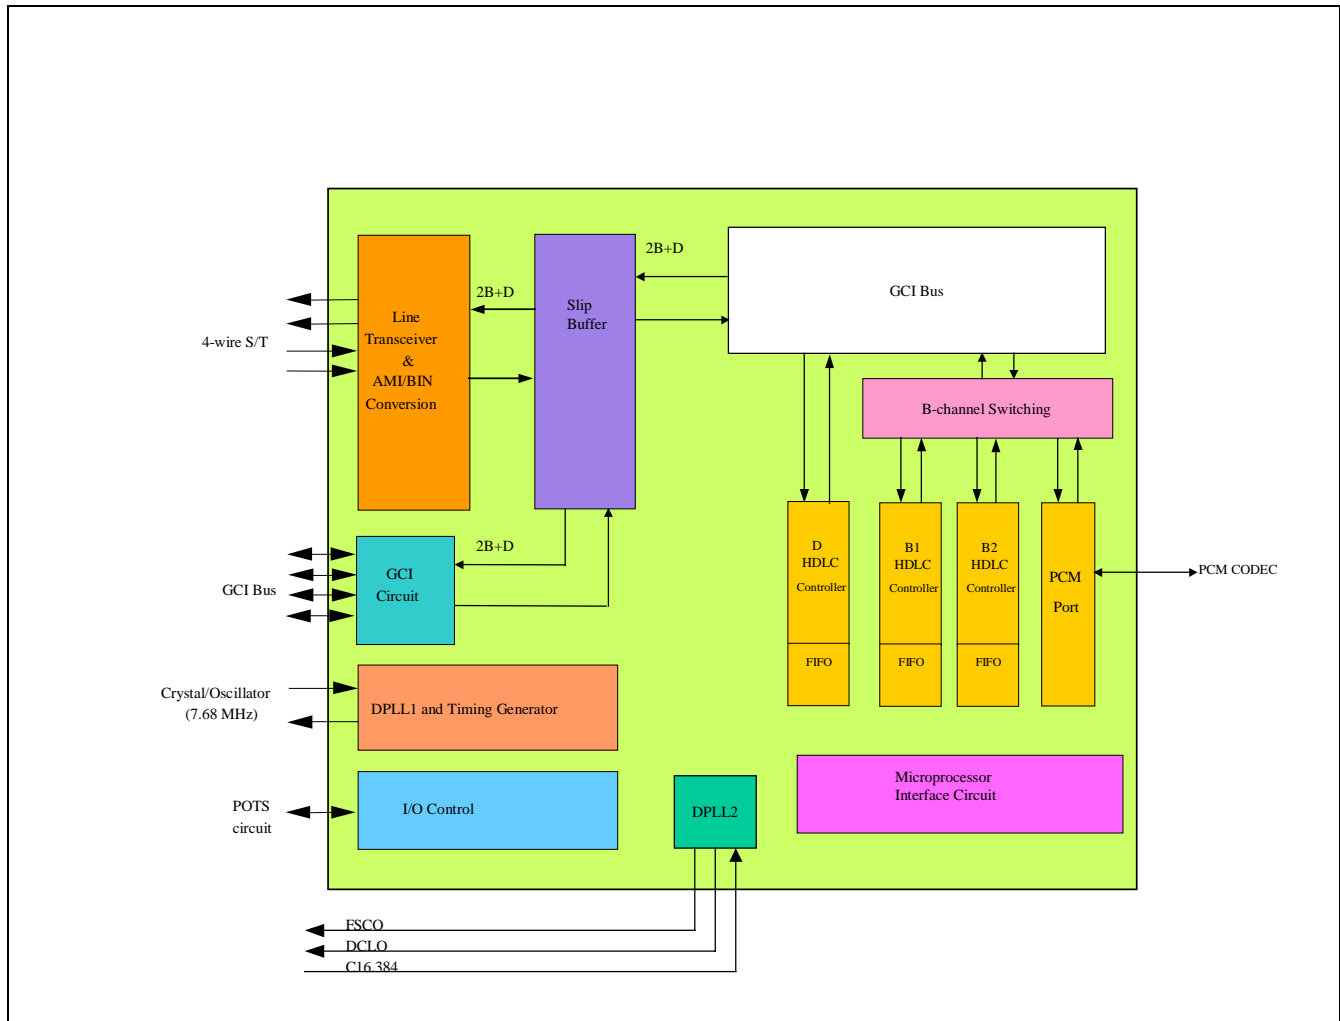 2B+D
2B+D
Slip
Buffer
GCI Bus
Line
Transceiver
&
AMI/BIN
Conversion
4-wire S/T
B-channel Switching
2B+D
GCI
Circuit
GCI Bus
D
HDLC
Controller
FIFO
B1
HDLC
Controller
FIFO
B2
HDLC
Controller
FIFO
PCM
Port
PCM CODEC
Crystal/Oscillator
(7.68 MHz)
DPLL1 and Timing Generator
Microprocessor
Interface Circuit
POTS
circuit
I/O Control
DPLL2
FSCO
DCLO
C16.384